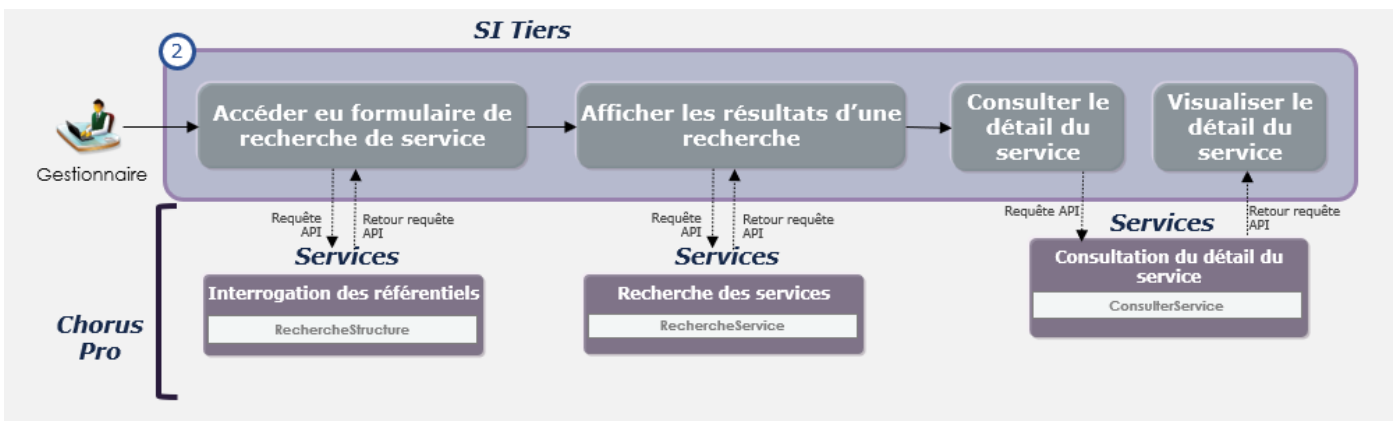 SI Tiers
2
Accéder eu formulaire de
recherche de service
Afficher les résultats d’une
recherche
Consulter le
détail du
service
Visualiser le
détail du
service
Gestionnaire
Requête
API
Retour requête
API
Requête
API
Retour requête
API
Requête API
Retour requête
API
Services
Services
Services
Interrogation des référentiels
RechercheStructure
Recherche des services
RechercheService
Consultation du détail du
service
ConsulterService
Chorus
Pro